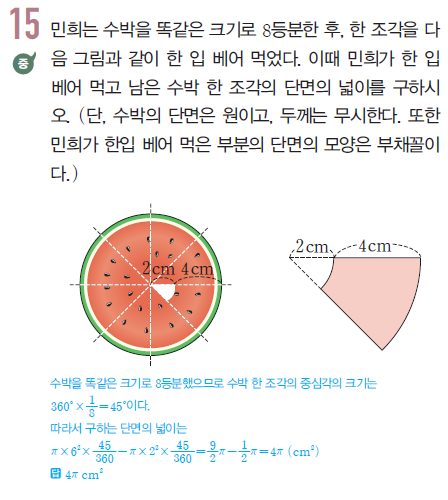 15 민희는 수박을 똑같은 크기로 8등분한 후, 한 조각을 다
중 음 그림과 같이 한 입 베어 먹었다. 이때 민희가 한 입
베어 먹고 남은 수박 한 조각의 단면의 넓이를 구하시
오. (단, 수박의 단면은 원이고, 두께는 무시한다. 또한
민희가 한입 베어 먹은 부분의 단면의 모양은 부채꼴이
다.)
2cm 4cm
2cm 4cm
수박을 똑같은 크기로 8등분했으므로 수박 한 조각의 중심각의 크기는
360°×1/8=45°이다.
따라서 구하는 단면의 넓이는
π×6²×45/360-π×2²×45/360=9/2π-1/2π=4π (cm²)
답 4π cm²